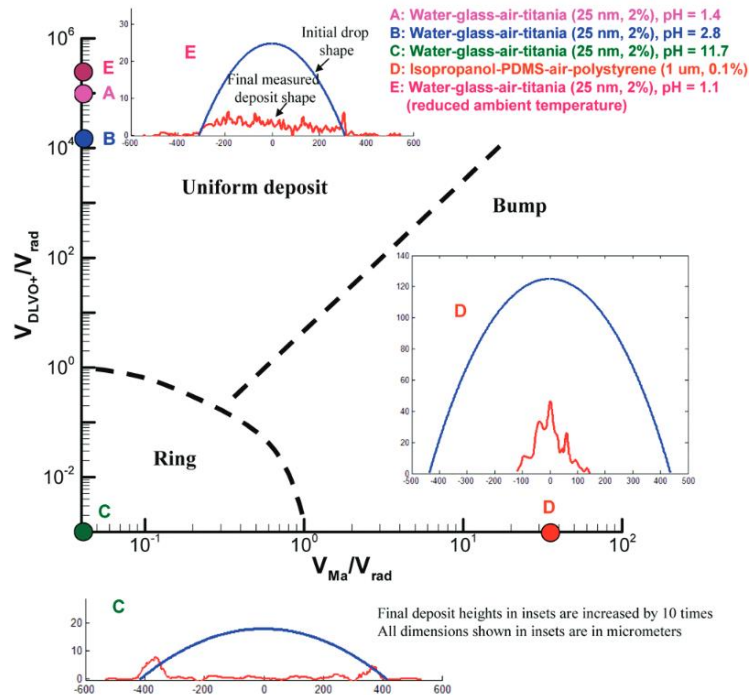 A: Water-glass-air-titania (25 nm, 2%), pH = 1.4
B: Water-glass-air-titania (25 nm, 2%), pH = 2.8
C: Water-glass-air-titania (25 nm, 2%), pH = 11.7
D: Isopropanol-PDMS-air-polystyrene (1 um, 0.1%)
E: Water-glass-air-titania (25 nm, 2%), pH = 1.1
(reduced ambient temperature)
E
Initial drop
shape
Final measured
deposit shape
30
20
10
0
-600 -400 -200 0 200 400 600
10^6
10^4
10^2
10^0
10^-2
V_DLVO+/V_rad
E
A
B
Uniform deposit
Bump
Ring
C
D
140
120
100
80
60
40
20
0
-500 -400 -300 -200 -100 0 100 200 300 400 500
D
10^-1 10^0 10^1 10^2
V_Ma/V_rad
C
20
10
0
-600 -400 -200 0 200 400 600
Final deposit heights in insets are increased by 10 times
All dimensions shown in insets are in micrometers